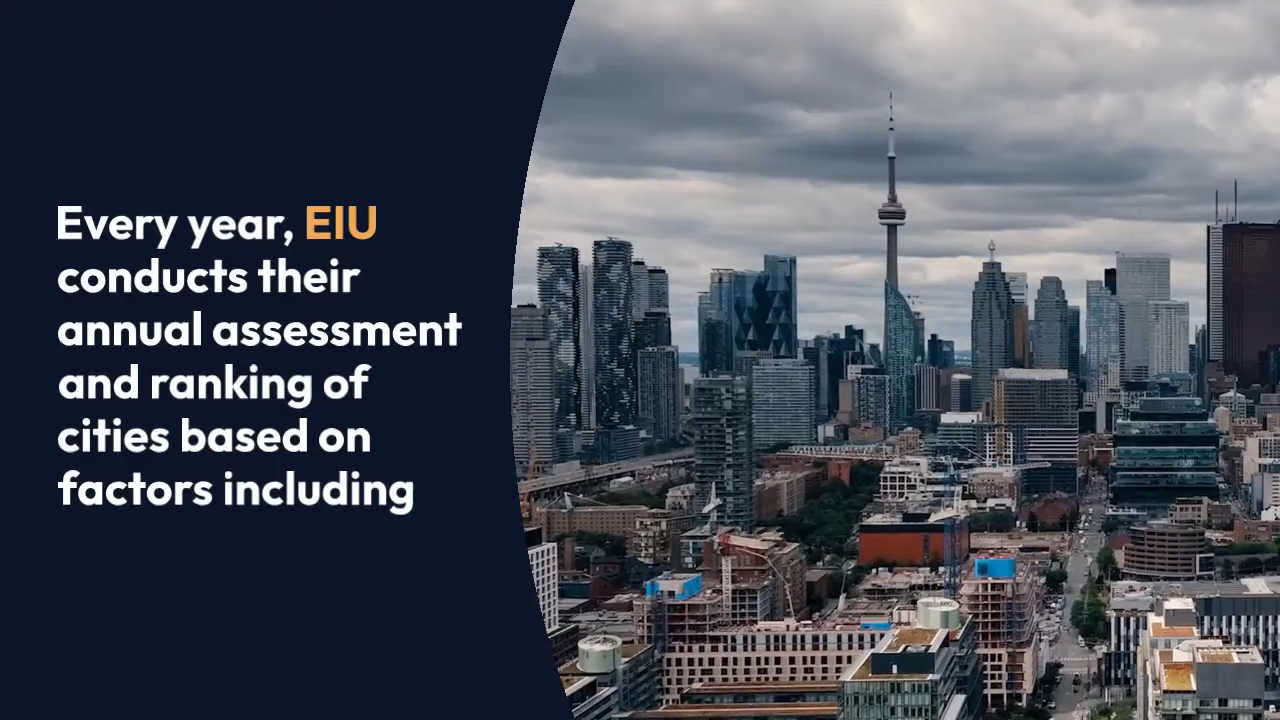 Every year, EIU
conducts their
annual assessment
and ranking of
cities based on
factors including